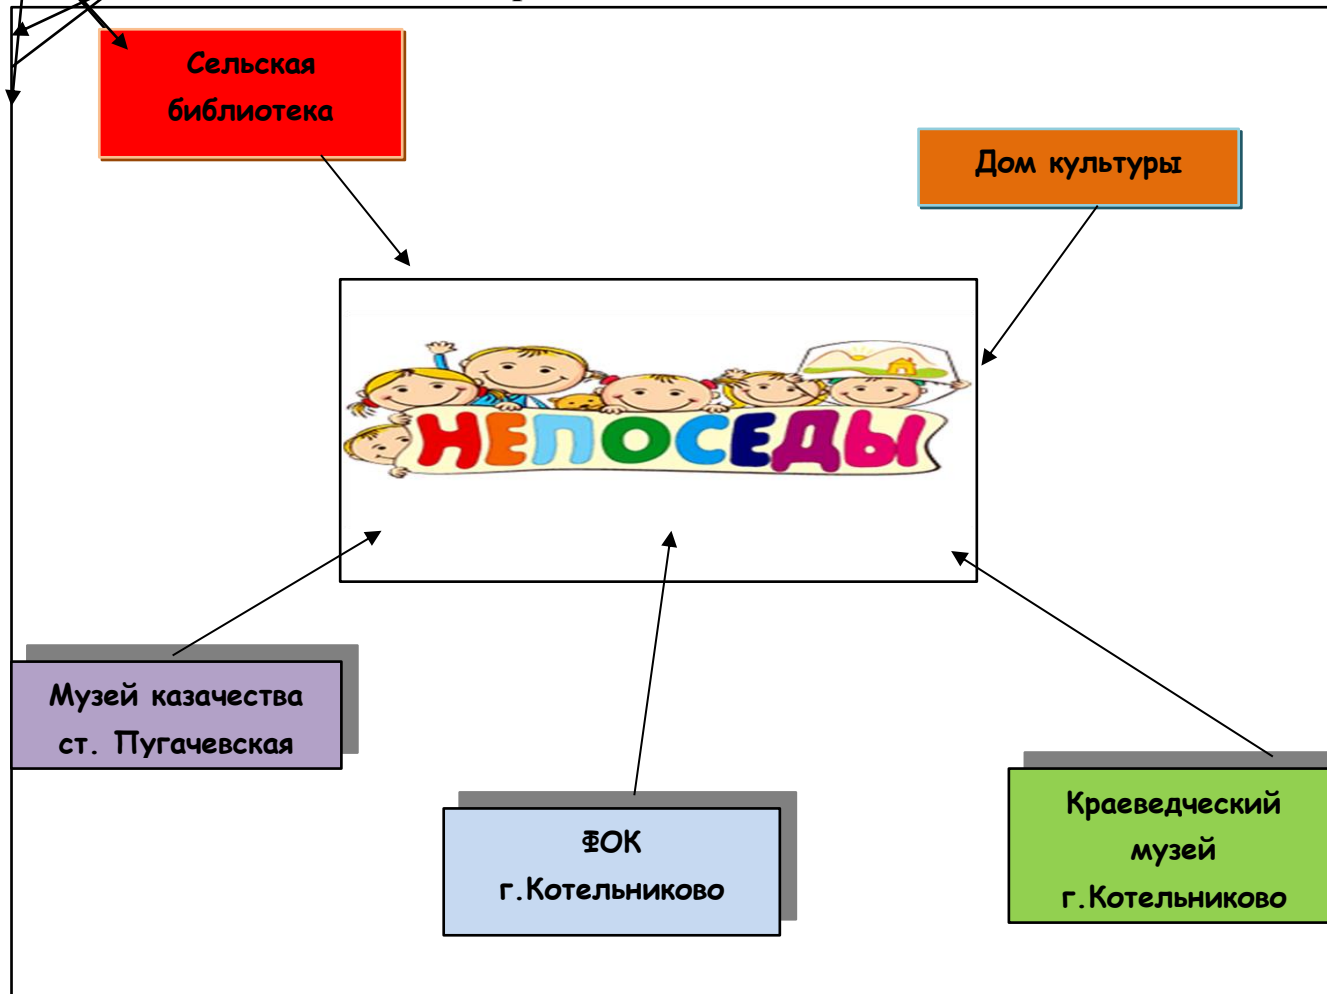 Сельская
библиотека
Дом культуры
НЕПОСЕДЫ
Музей казачества
ст. Пугачевская
ФОК
г.Котельниково
Краеведческий
музей
г.Котельниково